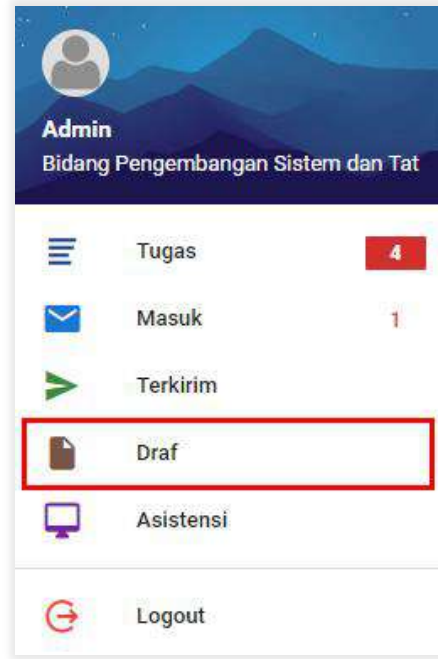 Admin
Bidang Pengembangan Sistem dan Tat
Tugas 4
Masuk 1
Terkirim
Draf
Asistensi
Logout